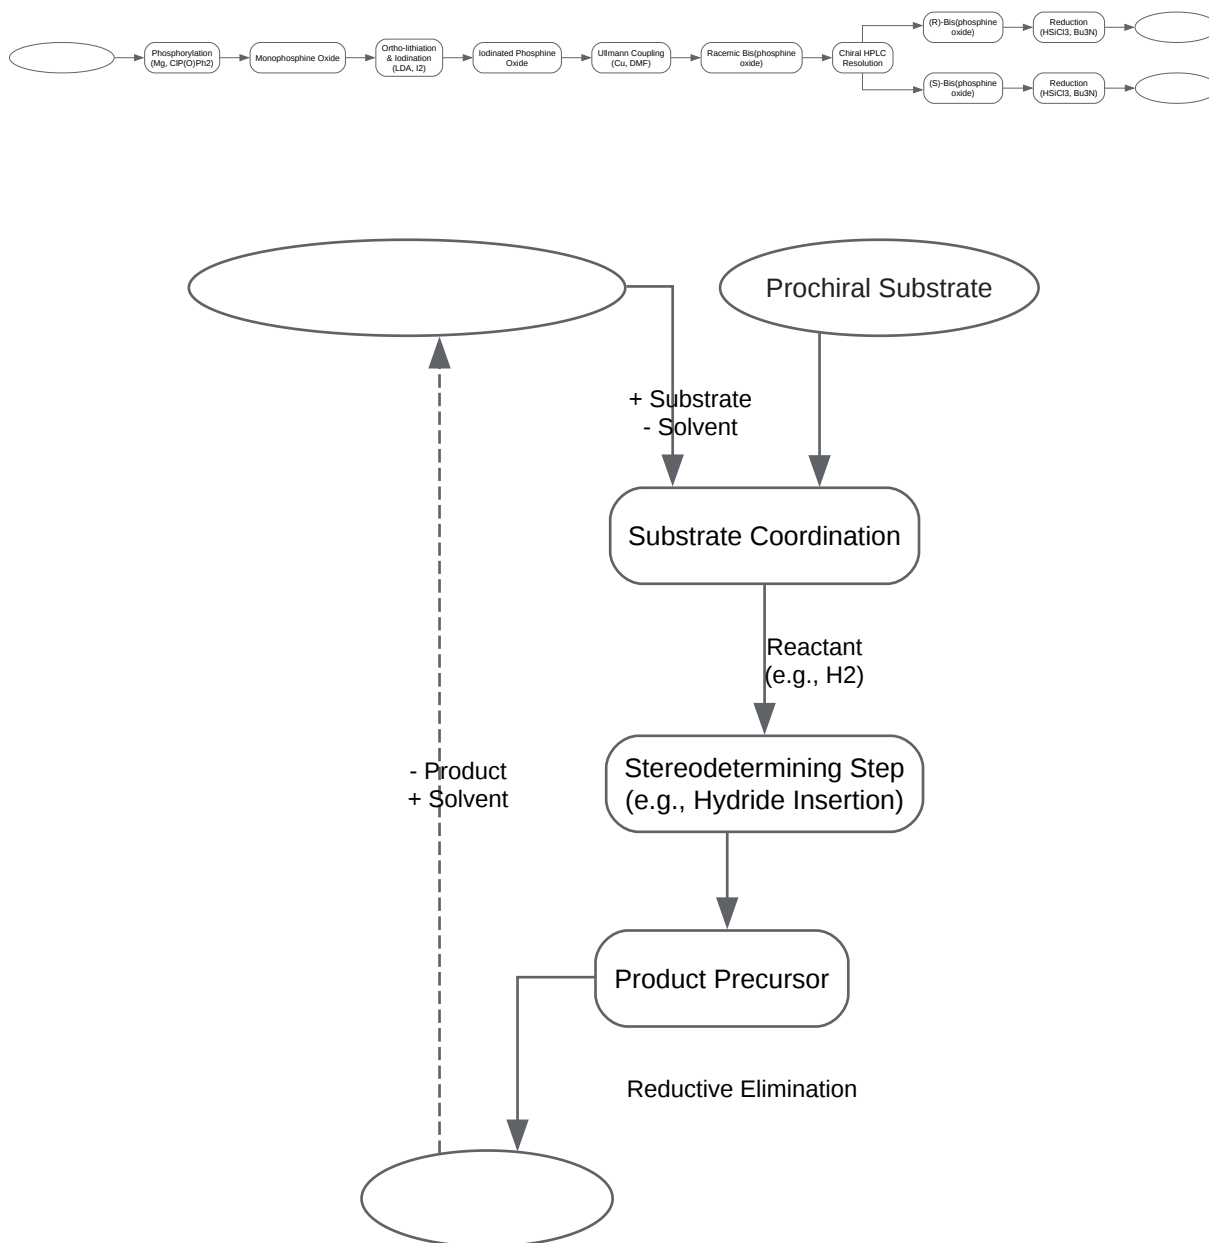 Phosphorylation
(Mg, ClP(O)Ph2)
Monophosphine Oxide
Ortho-lithiation
& Iodination
(LDA, I2)
Iodinated Phosphine
Oxide
Ullmann Coupling
(Cu, DMF)
Racemic Bis(phosphine
oxide)
Chiral HPLC
Resolution
(R)-Bis(phosphine
oxide)
Reduction
(HSiCl3, Bu3N)
(S)-Bis(phosphine
oxide)
Reduction
(HSiCl3, Bu3N)
Prochiral Substrate
+ Substrate
- Solvent
Substrate Coordination
Reactant
(e.g., H2)
Stereodetermining Step
(e.g., Hydride Insertion)
- Product
+ Solvent
Product Precursor
Reductive Elimination